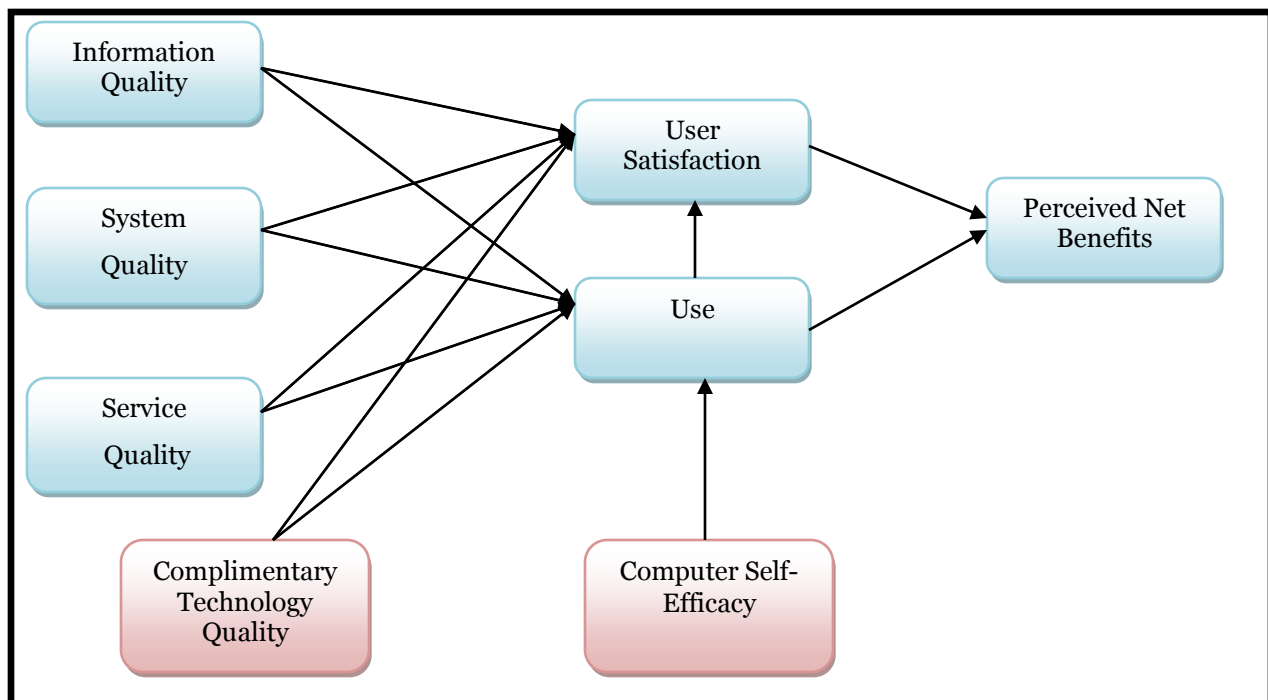 Information
Quality
System
Quality
Service
Quality
Complimentary
Technology
Quality
User
Satisfaction
Use
Computer Self-
Efficacy
Perceived Net
Benefits